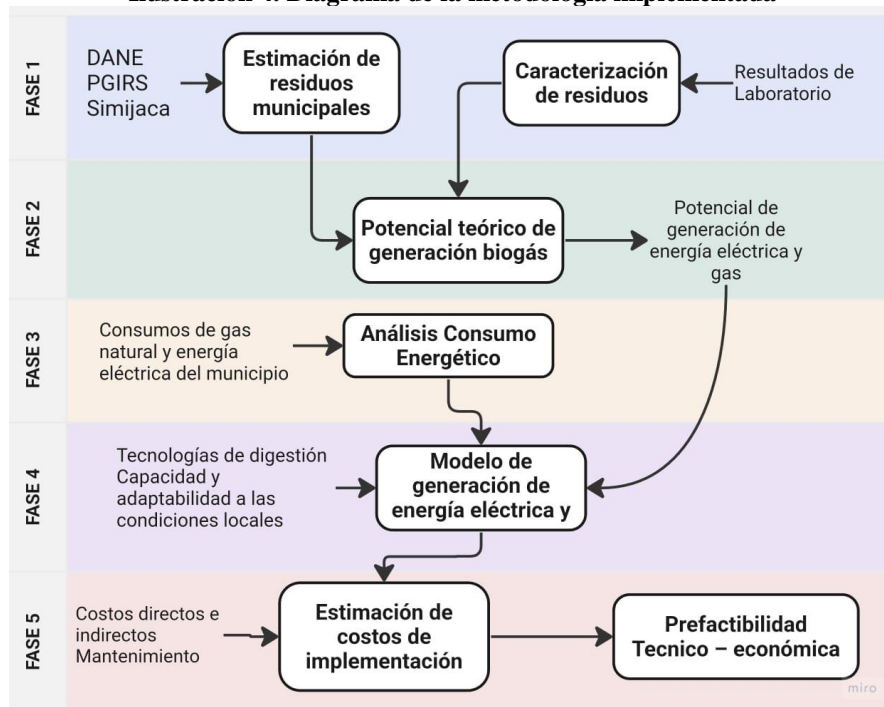 Ilustración 4. Diagrama de la metodología implementada
FASE 1
DANE
PGIRS
Simijaca
Estimación de
residuos
municipales
Caracterización
de residuos
Resultados de
Laboratorio
FASE 2
Potencial teórico de
generación biogás
Potencial de
generación de
energía eléctrica y
gas
FASE 3
Consumos de gas
natural y energía
eléctrica del municipio
Análisis Consumo
Energético
FASE 4
Tecnologías de digestión
Capacidad y
adaptabilidad a las
condiciones locales
Modelo de
generación de
energía eléctrica y
FASE 5
Costos directos e
indirectos
Mantenimiento
Estimación de
costos de
implementación
Prefactibilidad
Tecnico – económica
miro